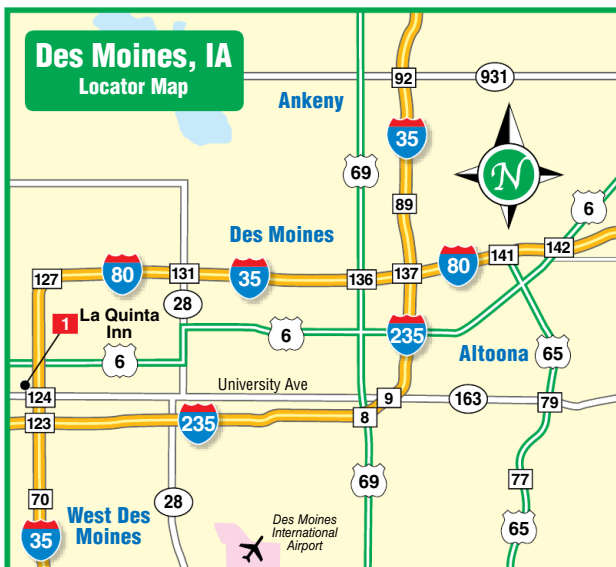 Des Moines, IA
Locator Map
92
931
Ankeny
35
69
N
6
89
Des Moines
141
142
127
80
131
35
136
137
80
28
1
La Quinta
Inn
6
235
6
Altoona
65
University Ave
124
9
163
79
123
235
8
70
28
69
77
West Des
Moines
35
Des Moines
International
Airport
65